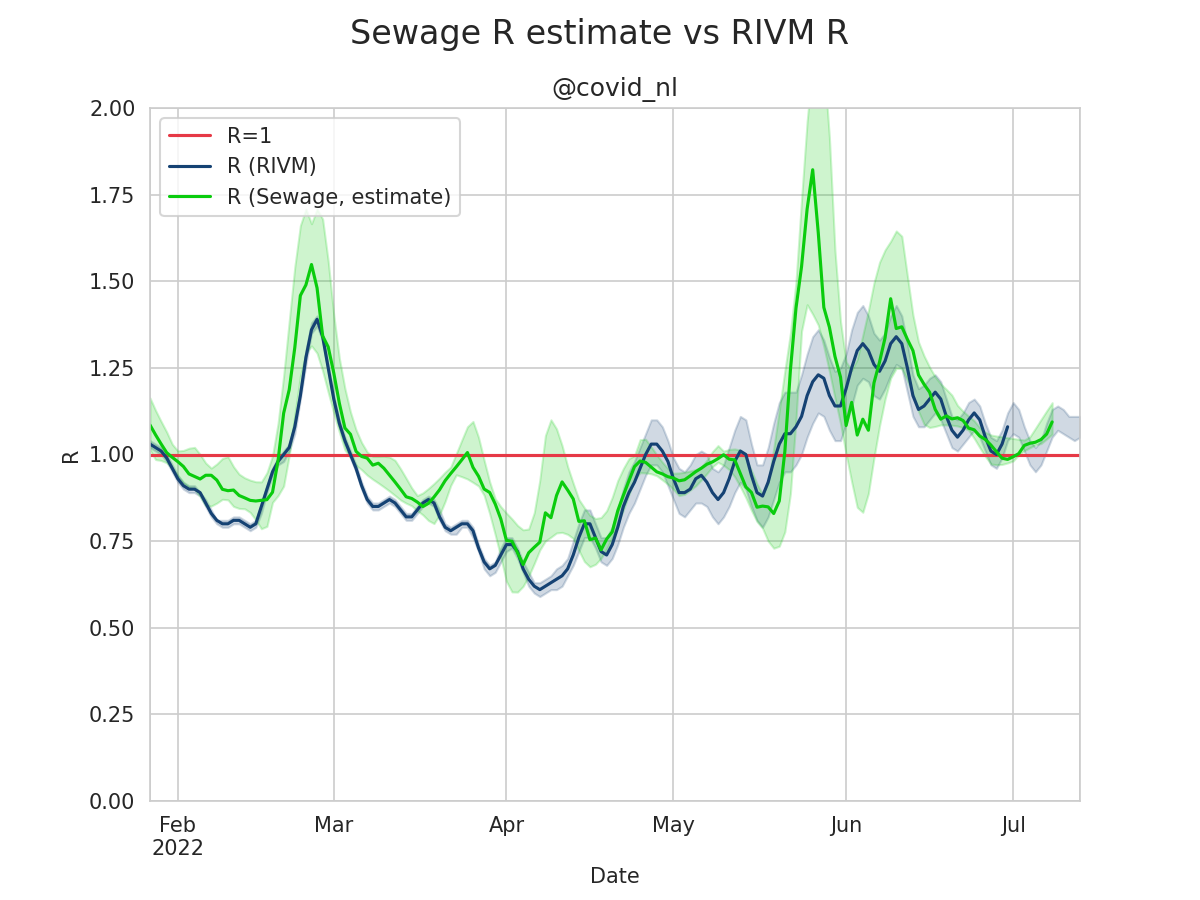 Sewage R estimate vs RIVM R
@covid_nl
R=1
R (RIVM)
R (Sewage, estimate)
2.00
1.75
1.50
1.25
1.00
0.75
0.50
0.25
0.00
R
Feb Mar Apr May Jun Jul
2022
Date